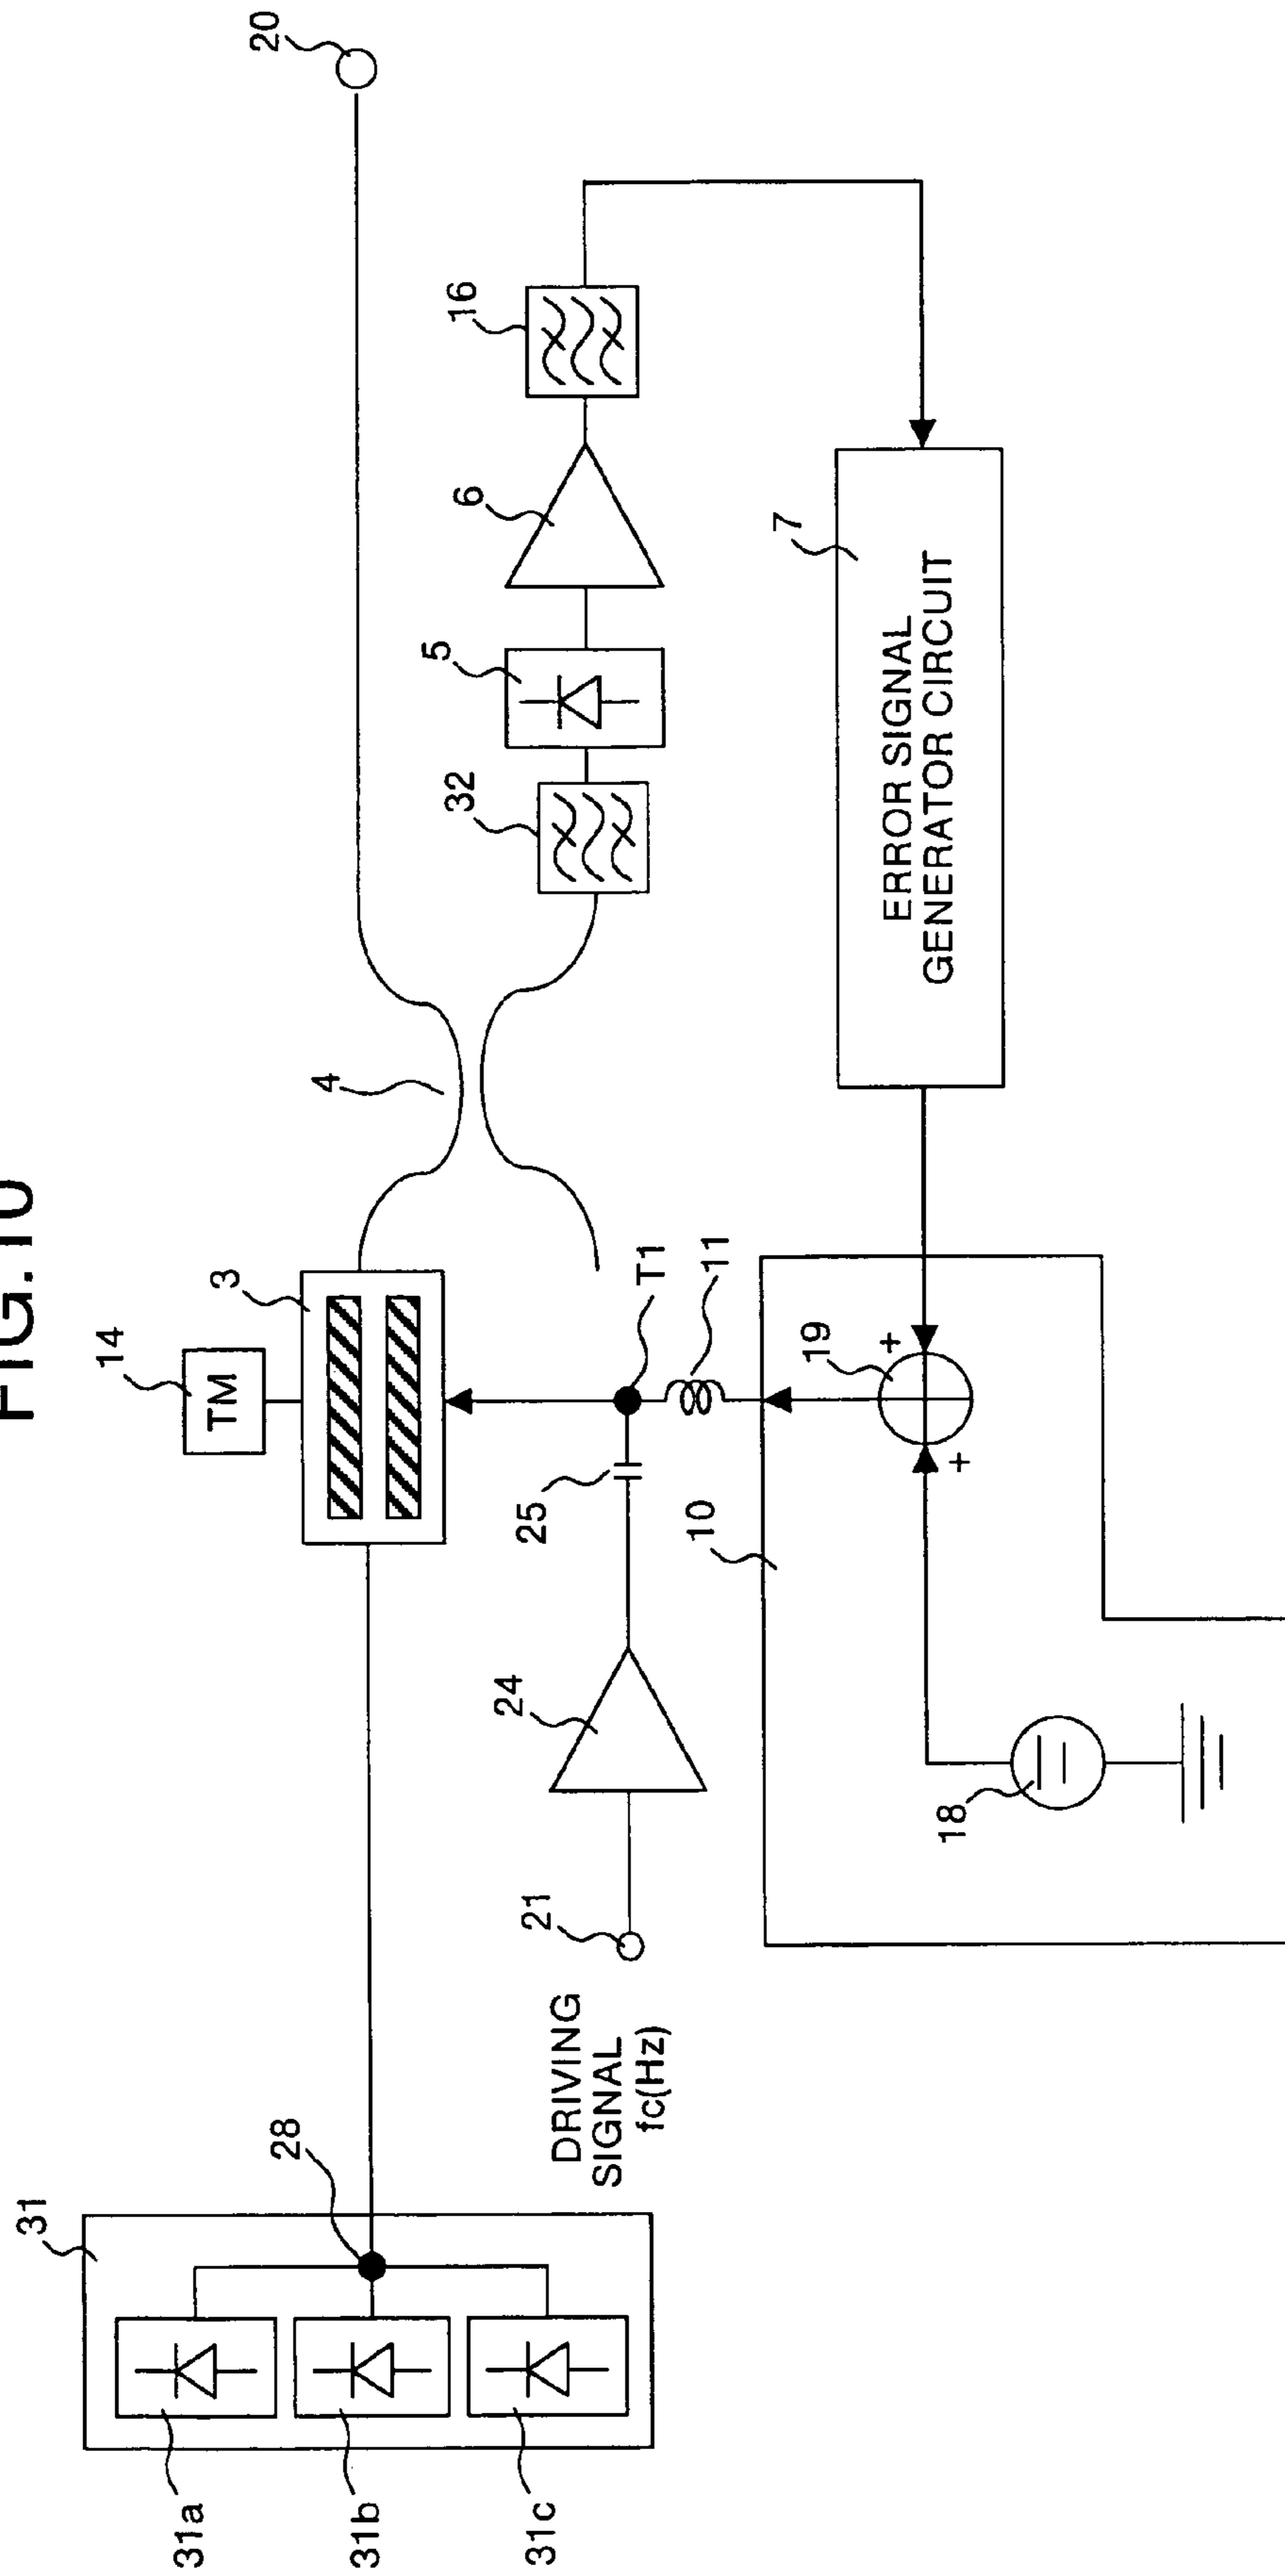 FIG.10
31
31a
31b
31c
28
DRIVING
SIGNAL
fc(Hz)
21
24
25
14
TM
3
T1
11
4
20
32
5
6
16
7
ERROR SIGNAL
GENERATOR CIRCUIT
10
19
+
+
18